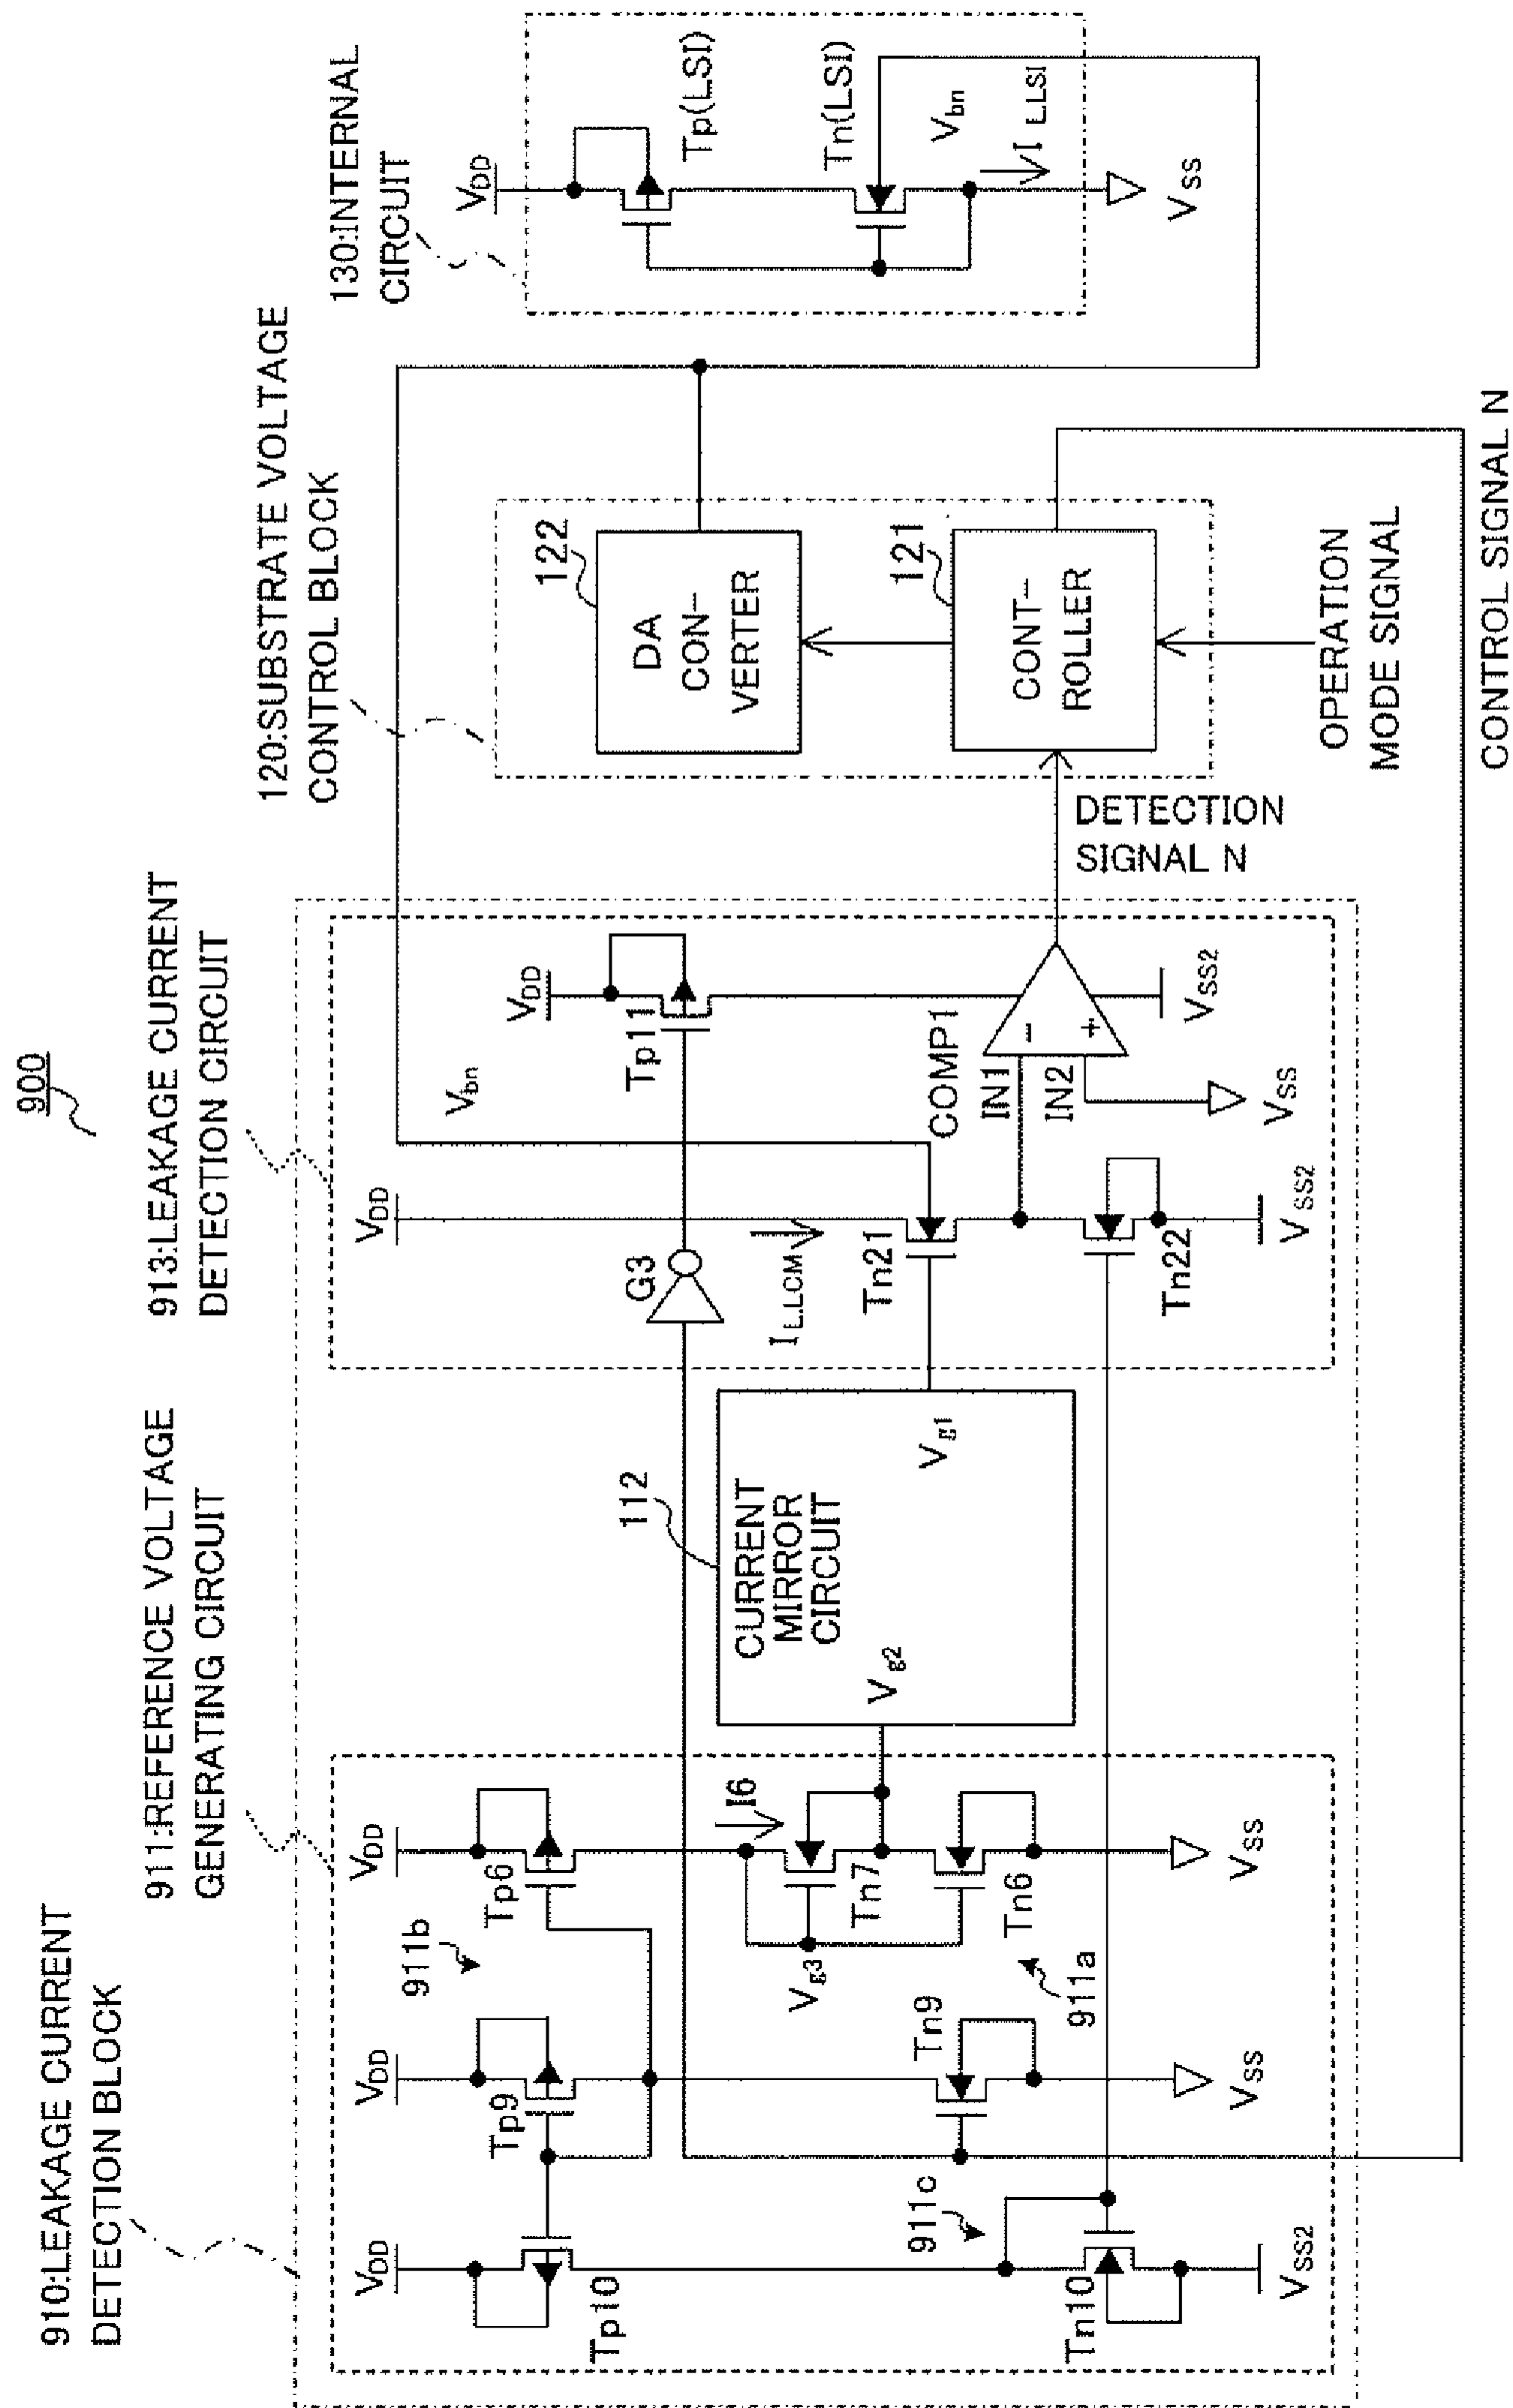 900
910:LEAKAGE CURRENT
DETECTION BLOCK
911:REFERENCE VOLTAGE
GENERATING CIRCUIT
913:LEAKAGE CURRENT
DETECTION CIRCUIT
120:SUBSTRATE VOLTAGE
CONTROL BLOCK
130:INTERNAL
CIRCUIT
VDD
Tp10
911c
Tn10
VSS2
VDD
Tp9
Tn9
VSS
911b
VDD
Tp6
I6
Vg3
Tn7
Tn6
911a
VSS
112
CURRENT
MIRROR
CIRCUIT
Vg2
Vg1
G3
VDD
IL.LCM
Tn21
Tn22
VSS2
Vbn
VDD
Tp11
COMP1
IN1
IN2
−
+
VSS
VSS2
DETECTION
SIGNAL N
122
DA
CON-
VERTER
121
CONT-
ROLLER
OPERATION
MODE SIGNAL
CONTROL SIGNAL N
VDD
Tp(LSI)
Tn(LSI)
Vbn
I L.LSI
VSS